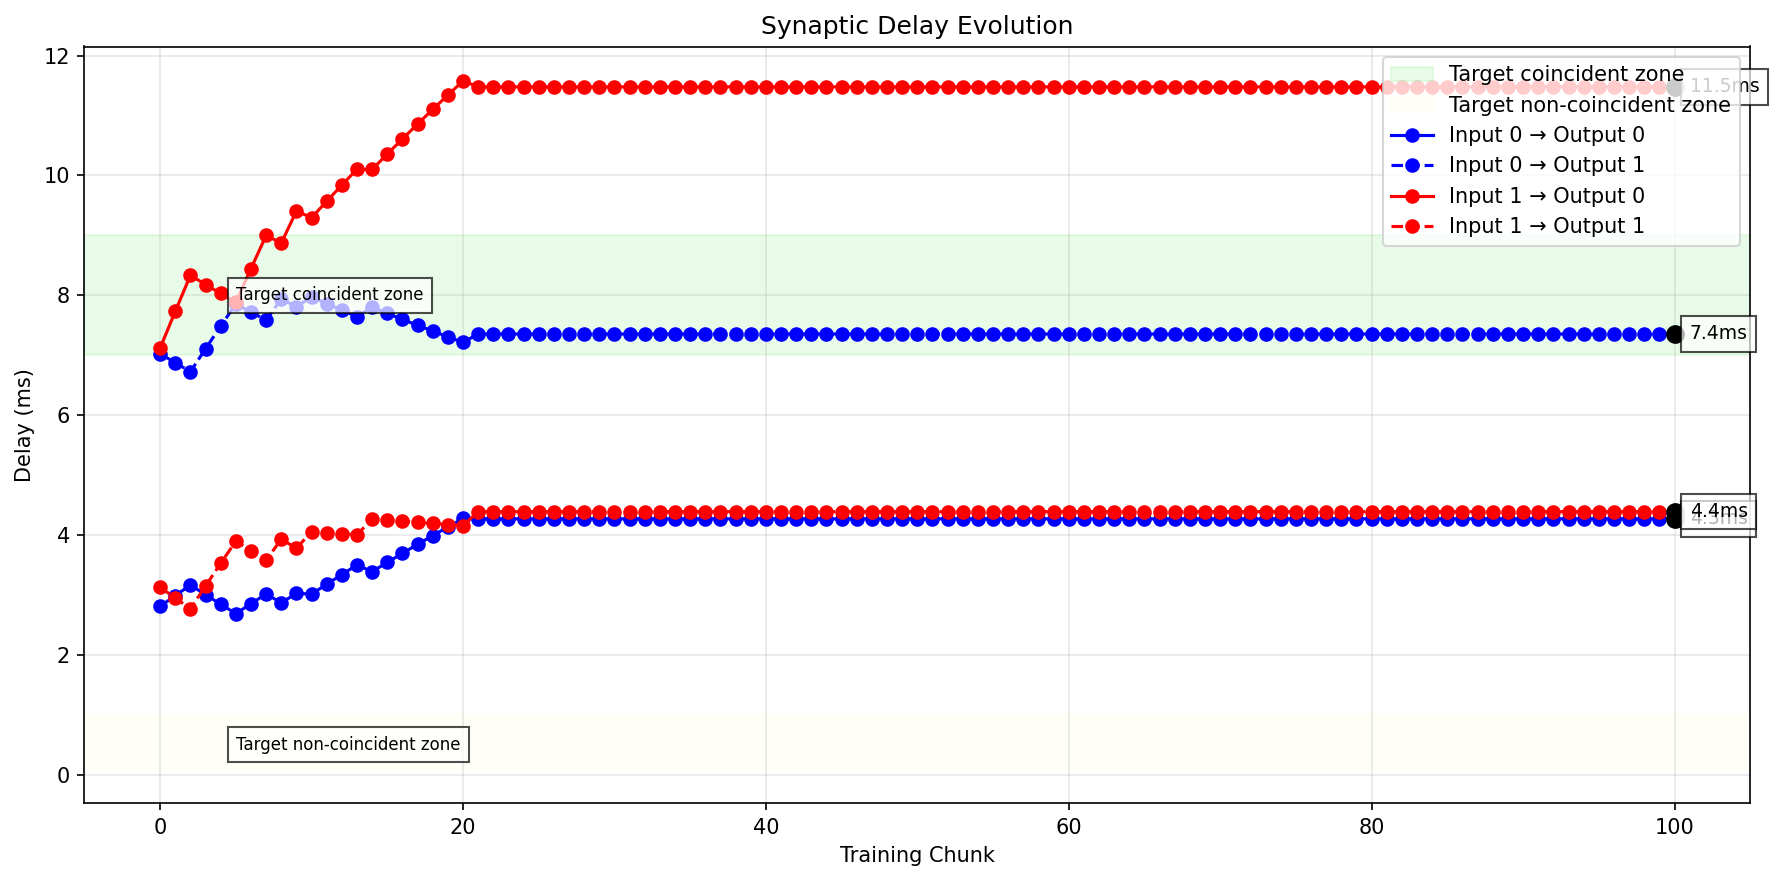 Synaptic Delay Evolution
12
10
8
6
4
2
0
Delay (ms)
Target coincident zone
Target non-coincident zone
Input 0 → Output 0
Input 0 → Output 1
Input 1 → Output 0
Input 1 → Output 1
11.5ms
Target coincident zone
7.4ms
4.4ms
4.3ms
Target non-coincident zone
0
20
40
60
80
100
Training Chunk